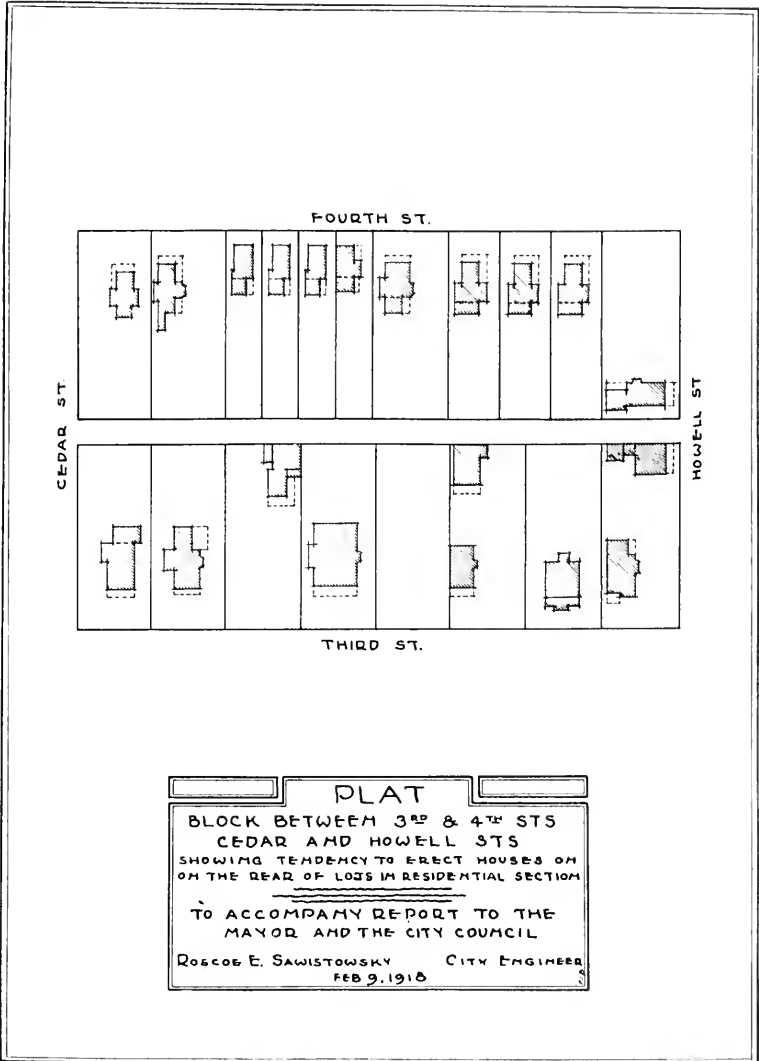 FOURTH ST.
CEDAR ST.
HOWELL ST
THIRD ST.
PLAT
BLOCK BETWEEN 3RD & 4TH STS
CEDAR AND HOWELL STS
SHOWING TENDENCY TO ERECT HOUSES ON
ON THE REAR OF LOTS IN RESIDENTIAL SECTION
TO ACCOMPANY REPORT TO THE
MAYOR AND THE CITY COUNCIL
ROSCOE E. SAWISTOWSKY CITY ENGINEER
FEB 9, 1918